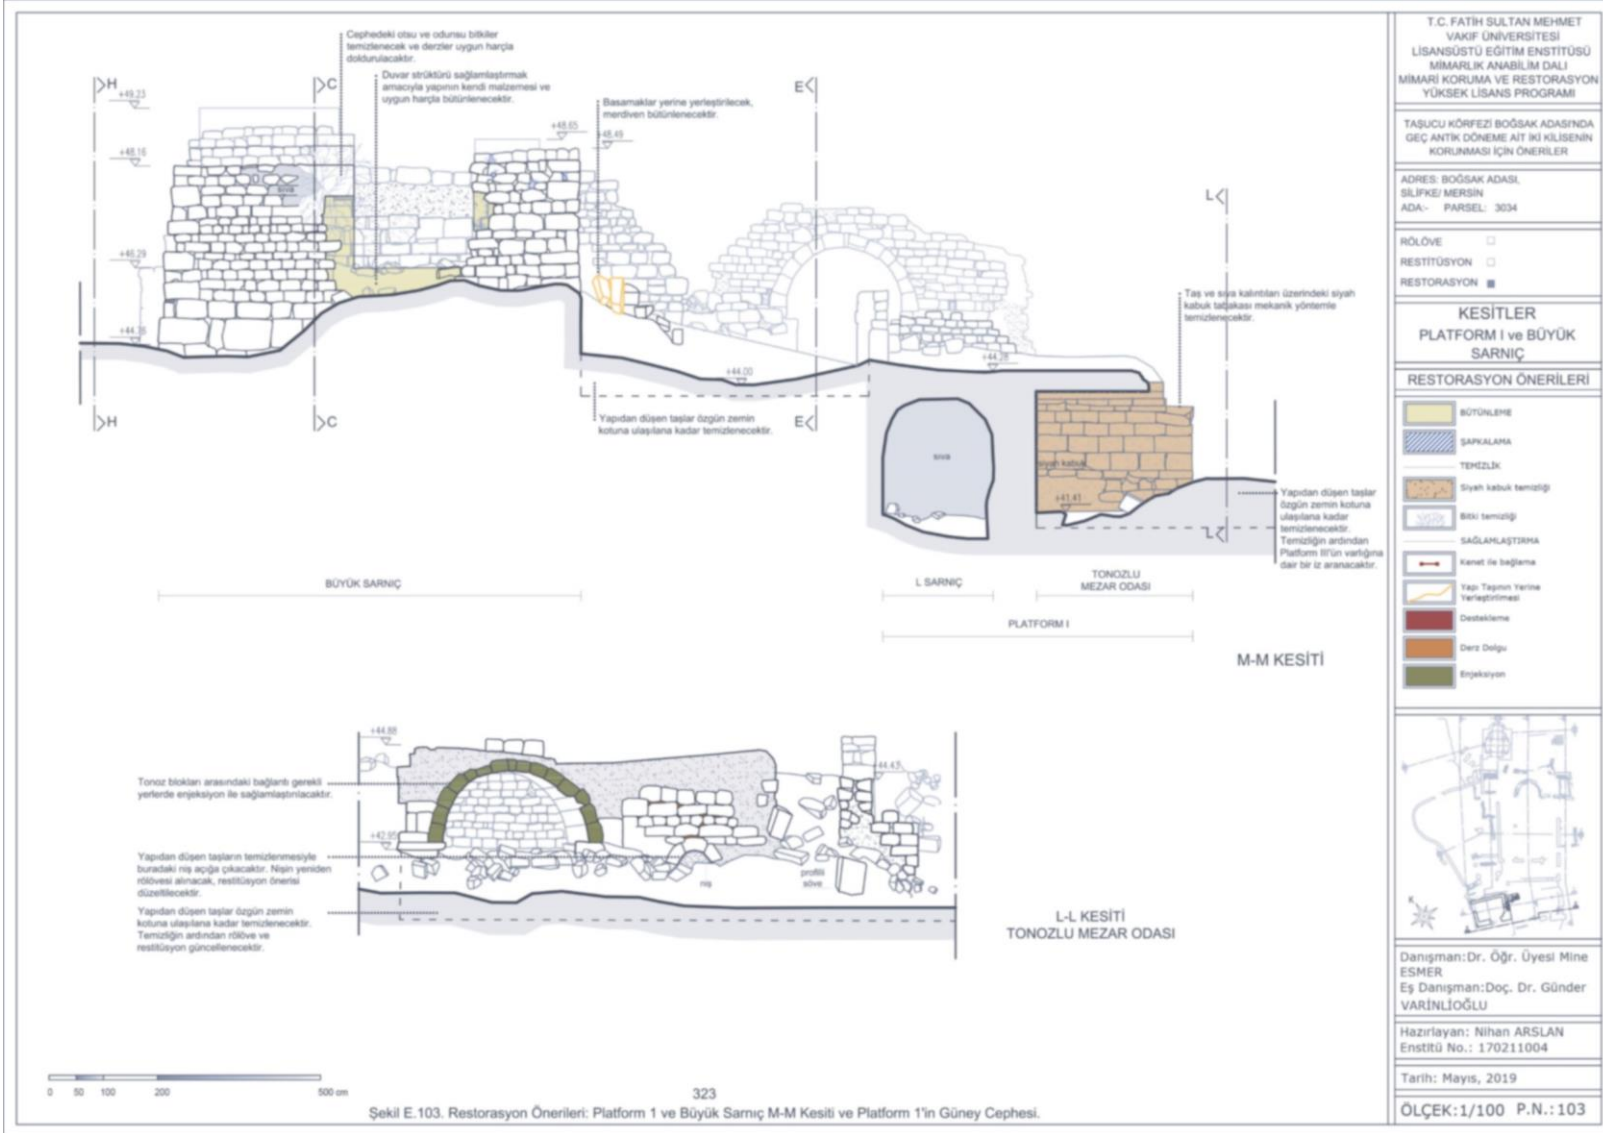 Cephedeki otsu ve odunsu bitkiler
temizlenecek ve derzler uygun harçla
doldurulacaktır.
Duvar strüktürü sağlamlaştırmak
amacıyla yapının kendi malzemesi ve
uygun harçla bütünlenecektir.
Basamaklar yerine yerleştirilecek,
merdiven bütünlenecektir.
H
C
E
L
+49.23
+48.16
+48.65
+48.49
sıva
+44.00
+44.28
Taş ve sıva kalıntıları üzerindeki siyah
kabuk tabakası mekanik yöntemle
temizlenecektir.
H
C
E
Yapıdan düşen taşlar özgün zemin
kotuna ulaşılana kadar temizlenecektir.
sıva
siyah kabuk
+41.41
L
Yapıdan düşen taşlar
özgün zemin kotuna
ulaşılana kadar
temizlenecektir.
Temizliğin ardından
Platform III'ün varlığına
dair bir iz aranacaktır.
BÜYÜK SARNIÇ
L SARNIÇ
TONOZLU
MEZAR ODASI
PLATFORM I
M-M KESİTİ
+44.88
+44.43
+42.95
Tonoz blokları arasındaki bağlantı gerekli
yerlerde enjeksiyon ile sağlamlaştırılacaktır.
Yapıdan düşen taşların temizlenmesiyle
buradaki niş açığa çıkacaktır. Nişin yeniden
rölövesi alınacak, restitüsyon önerisi
düzeltilecektir.
Yapıdan düşen taşlar özgün zemin
kotuna ulaşılana kadar temizlenecektir.
Temizliğin ardından rölöve ve
restitüsyon güncellenecektir.
niş
profilli
söve
L-L KESİTİ
TONOZLU MEZAR ODASI
0 50 100 200 500 cm
323
Şekil E.103. Restorasyon Önerileri: Platform 1 ve Büyük Sarnıç M-M Kesiti ve Platform 1'in Güney Cephesi.
T.C. FATİH SULTAN MEHMET
VAKIF ÜNİVERSİTESİ
LİSANSÜSTÜ EĞİTİM ENSTİTÜSÜ
MİMARLIK ANABİLİM DALI
MİMARİ KORUMA VE RESTORASYON
YÜKSEK LİSANS PROGRAMI
TAŞUCU KÖRFEZİ BOĞSAK ADASI'NDA
GEÇ ANTİK DÖNEME AİT İKİ KİLİSENİN
KORUNMASI İÇİN ÖNERİLER
ADRES: BOĞSAK ADASI,
SİLİFKE/ MERSİN
ADA:- PARSEL: 3034
RÖLÖVE
RESTİTÜSYON
RESTORASYON
KESİTLER
PLATFORM I ve BÜYÜK
SARNIÇ
RESTORASYON ÖNERİLERİ
BÜTÜNLEME
ŞAPKALAMA
TEMİZLİK
Siyah kabuk temizliği
Bitki temizliği
SAĞLAMLAŞTIRMA
Kenet ile bağlama
Yapı Taşının Yerine
Yerleştirilmesi
Destekleme
Derz Dolgu
Enjeksiyon
K
Danışman:Dr. Öğr. Üyesi Mine
ESMER
Eş Danışman:Doç. Dr. Günder
VARİNLİOĞLU
Hazırlayan: Nihan ARSLAN
Enstitü No.: 170211004
Tarih: Mayıs, 2019
ÖLÇEK:1/100 P.N.:103